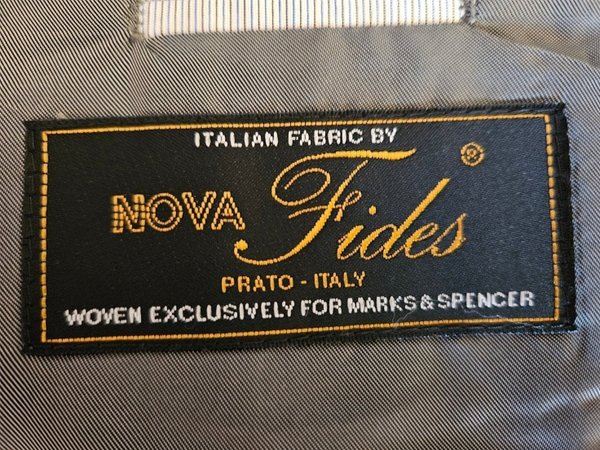 ITALIAN FABRIC BY
NOVA Fides®
PRATO - ITALY
WOVEN EXCLUSIVELY FOR MARKS & SPENCER